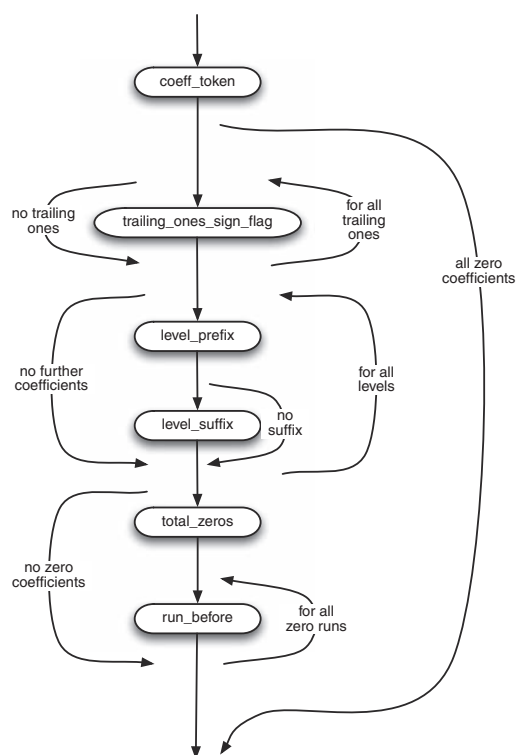 coeff_token
no trailing
ones
trailing_ones_sign_flag
for all
trailing
ones
all zero
coefficients
level_prefix
no further
coefficients
for all
levels
level_suffix
no
suffix
total_zeros
no zero
coefficients
run_before
for all
zero runs